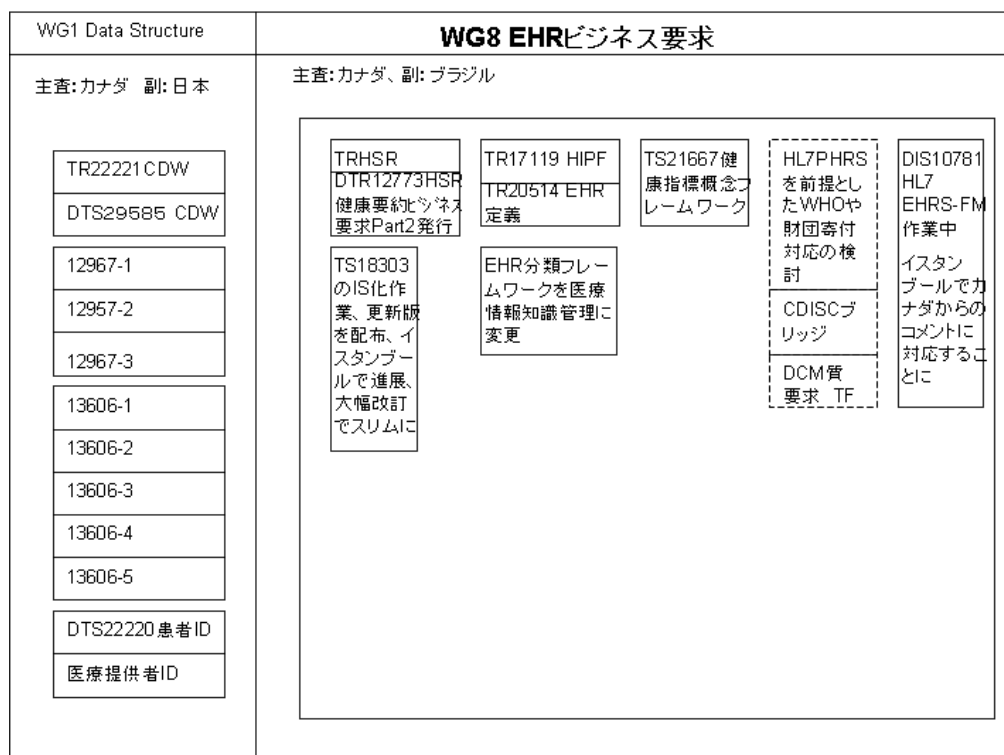 WG1 Data Structure
主査:カナダ 副:日本
TR22221CDW
DTS29585 CDW
12967-1
12957-2
12967-3
13606-1
13606-2
13606-3
13606-4
13606-5
DTS22220患者ID
医療提供者ID
WG8 EHRビジネス要求
主査:カナダ、副:ブラジル
TRHSR
DTR12773HSR
健康要約ビジネス
要求Part2発行
TS18303
のIS化作
業、更新版
を配布、イ
スタンブー
ルで進展、
大幅改訂
でスリムに
TR17119 HIPF
TR20514 EHR
定義
EHR分類フレー
ムワークを医療
情報知識管理に
変更
TS21667健
康指標概念フ
レームワーク
HL7PHRS
を前提とし
たWHOや
財団寄付
対応の検
討
CDISCブ
リッジ
DCM質
要求 TF
DIS10781
HL7
EHRS-FM
作業中
イスタン
ブールでカ
ナダからの
コメントに
対応するこ
とに